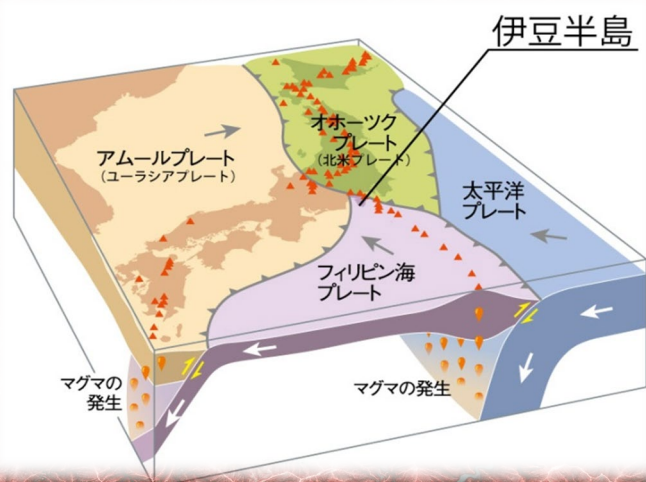 伊豆半島
オホーツク
プレート
（北米プレート）
アムールプレート
（ユーラシアプレート）
太平洋
プレート
フィリピン海
プレート
マグマの
発生
マグマの発生